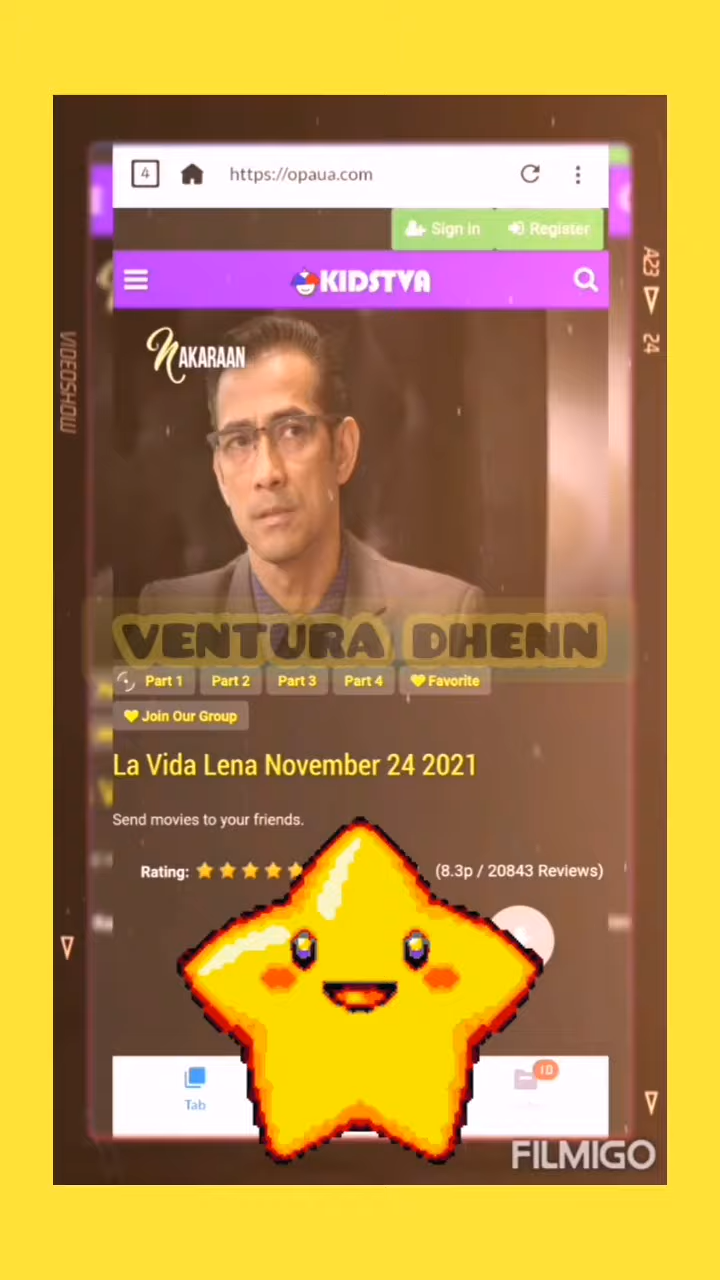 4
https://opaua.com
Sign in
Register
KIDSTVA
NAKARAAN
A23
24
VIDEOSHOW
VENTURA DHENN
Part 1
Part 2
Part 3
Part 4
Favorite
Join Our Group
La Vida Lena November 24 2021
Send movies to your friends.
Rating:
(8.3p / 20843 Reviews)
Tab
10
FILMIGO